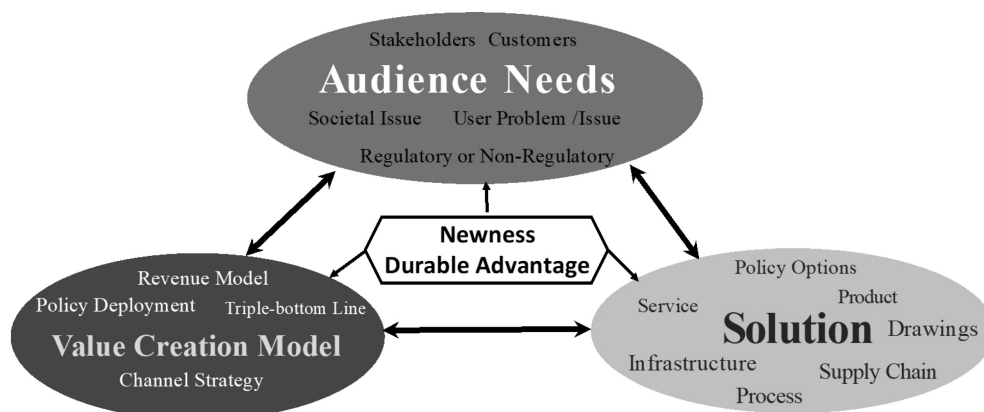 Stakeholders Customers
Audience Needs
Societal Issue User Problem /Issue
Regulatory or Non-Regulatory
Newness
Durable Advantage
Revenue Model
Policy Deployment Triple-bottom Line
Value Creation Model
Channel Strategy
Policy Options
Service Product
Solution Drawings
Infrastructure Supply Chain
Process